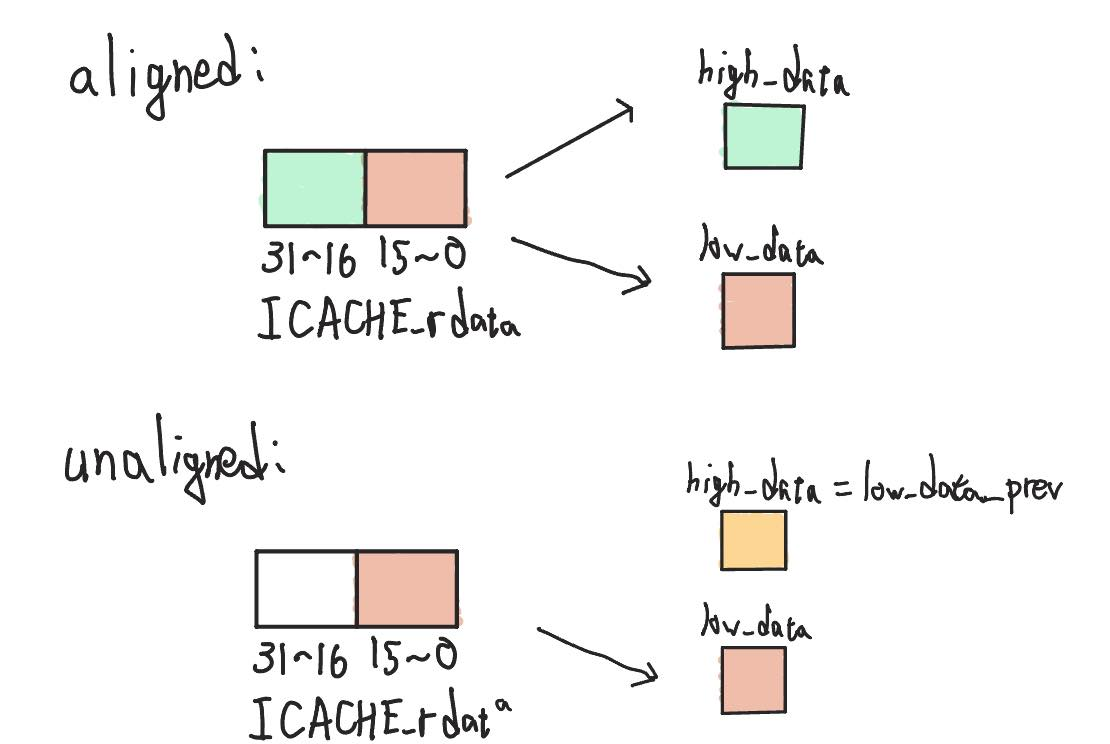 aligned:
high_data
31~16 15~0
low_data
ICACHE_rdata
unaligned:
high_data = low_data_prev
low_data
31~16 15~0
ICACHE_rdata